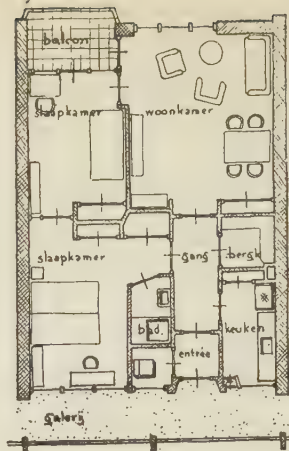 balcon
slaapkamer
woonkamer
slaapkamer
gang
bergk
bad.
keuken
entree
galerij